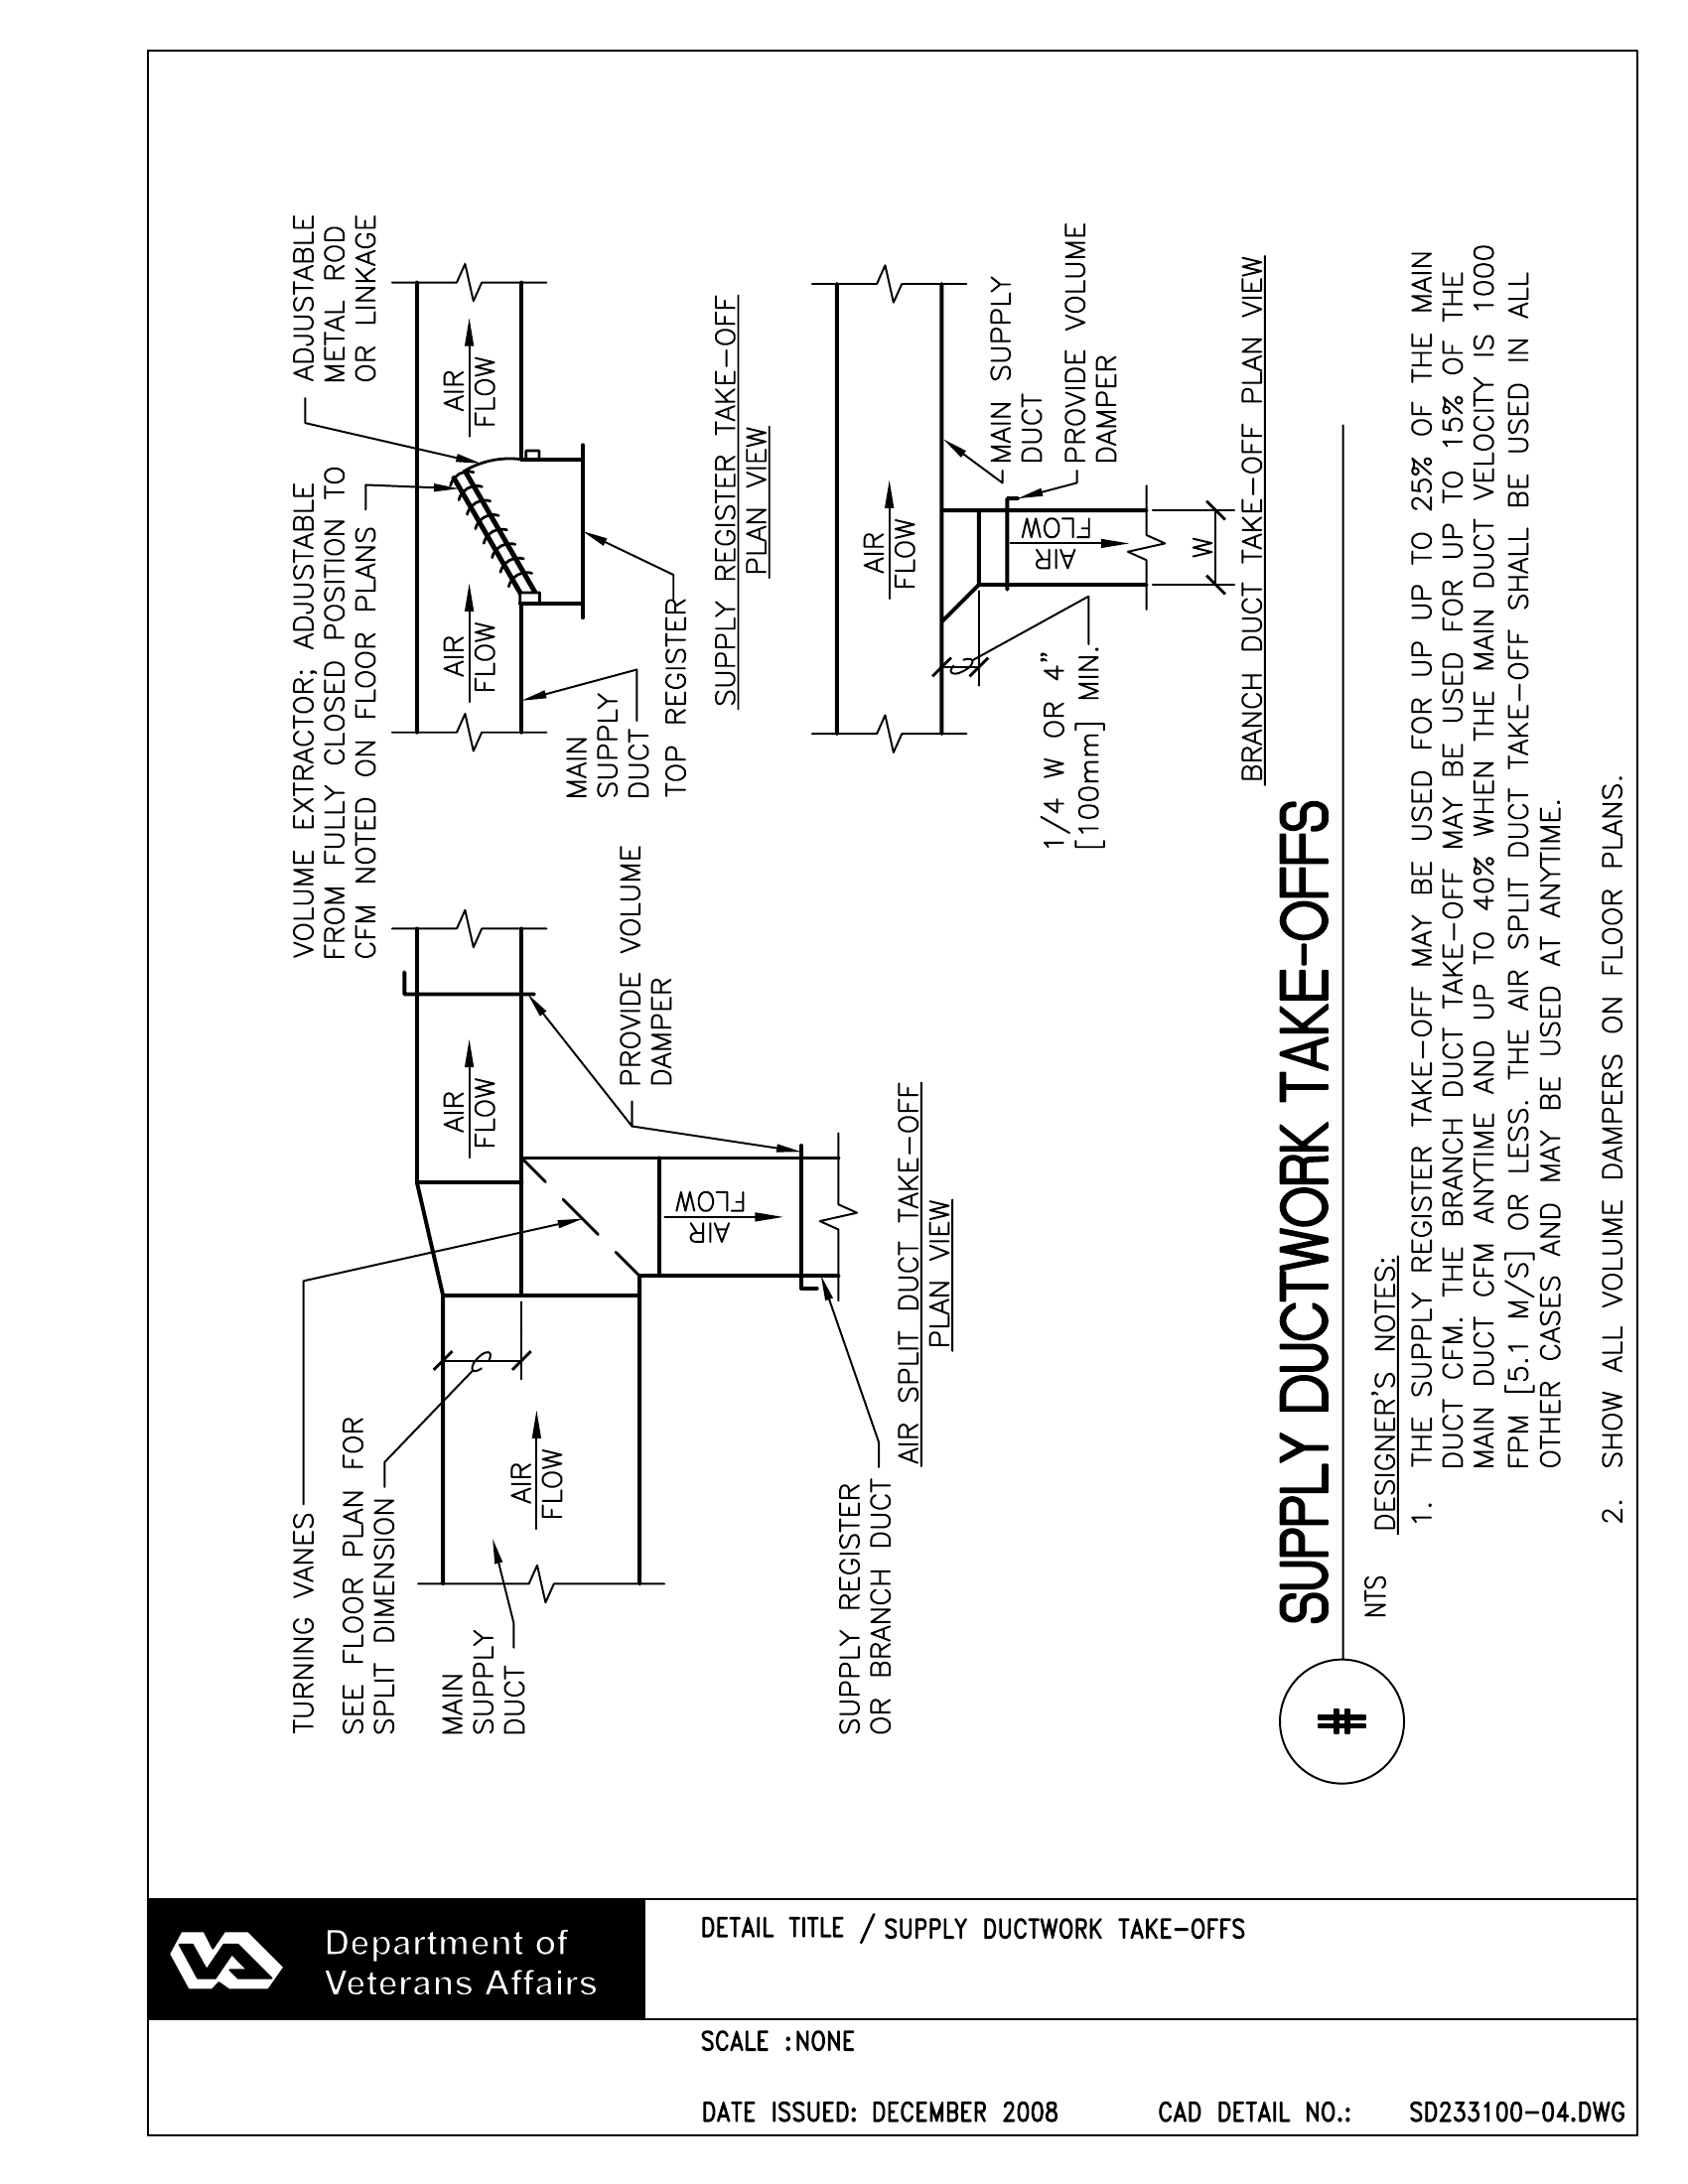 TURNING VANES
SEE FLOOR PLAN FOR
SPLIT DIMENSION
MAIN
SUPPLY
DUCT
AIR
FLOW
AIR
FLOW
AIR
FLOW
PROVIDE VOLUME
DAMPER
SUPPLY REGISTER
OR BRANCH DUCT
AIR SPLIT DUCT TAKE-OFF
PLAN VIEW
VOLUME EXTRACTOR; ADJUSTABLE
FROM FULLY CLOSED POSITION TO
CFM NOTED ON FLOOR PLANS
ADJUSTABLE
METAL ROD
OR LINKAGE
AIR
FLOW
AIR
FLOW
MAIN
SUPPLY
DUCT
TOP REGISTER
SUPPLY REGISTER TAKE-OFF
PLAN VIEW
AIR
FLOW
AIR
FLOW
MAIN SUPPLY
DUCT
PROVIDE VOLUME
DAMPER
W
1/4 W OR 4"
[100mm] MIN.
BRANCH DUCT TAKE-OFF PLAN VIEW
#
SUPPLY DUCTWORK TAKE-OFFS
NTS
DESIGNER'S NOTES:
1. THE SUPPLY REGISTER TAKE-OFF MAY BE USED FOR UP UP TO 25% OF THE MAIN
DUCT CFM. THE BRANCH DUCT TAKE-OFF MAY BE USED FOR UP TO 15% OF THE
MAIN DUCT CFM ANYTIME AND UP TO 40% WHEN THE MAIN DUCT VELOCITY IS 1000
FPM [5.1 M/S] OR LESS. THE AIR SPLIT DUCT TAKE-OFF SHALL BE USED IN ALL
OTHER CASES AND MAY BE USED AT ANYTIME.
2. SHOW ALL VOLUME DAMPERS ON FLOOR PLANS.
Department of
Veterans Affairs
DETAIL TITLE / SUPPLY DUCTWORK TAKE-OFFS
SCALE :NONE
DATE ISSUED: DECEMBER 2008 CAD DETAIL NO.: SD233100-04.DWG